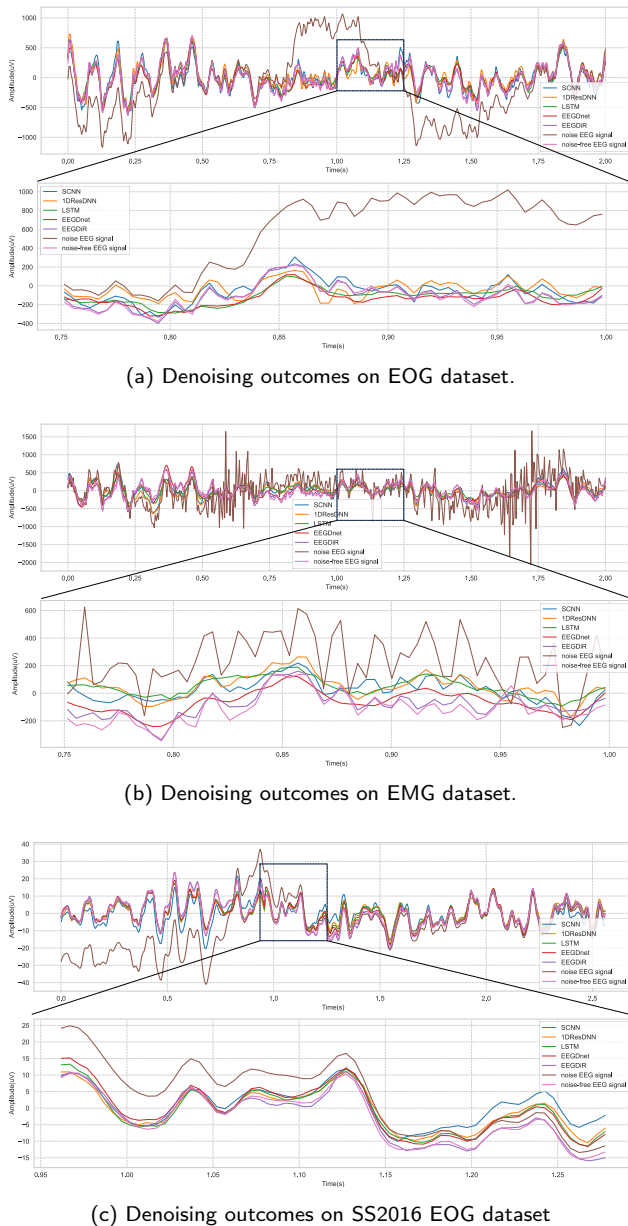 1000
500
0
−500
−1000
Amplitude(uV)
SCNN
1DResDNN
LSTM
EEGDnet
EEGDiR
noise EEG signal
noise-free EEG signal
0,00 0,25 0,50 0,75 1,00 1,25 1,50 1,75 2,00
Time(s)
SCNN
1DResDNN
LSTM
EEGDnet
EEGDiR
noise EEG signal
noise-free EEG signal
1000
800
600
400
200
0
−200
−400
Amplitude(uV)
0,75 0,80 0,85 0,90 0,95 1,00
Time(s)
(a) Denoising outcomes on EOG dataset.
1500
1000
500
0
−500
−1000
−1500
−2000
Amplitude(uV)
SCNN
1DResDNN
LSTM
EEGDnet
EEGDiR
noise EEG signal
noise-free EEG signal
0,00 0,25 0,50 0,75 1,00 1,25 1,50 1,75 2,00
Time(s)
600
400
200
0
−200
Amplitude(uV)
SCNN
1DResDNN
LSTM
EEGDnet
EEGDiR
noise EEG signal
noise-free EEG signal
0,75 0,80 0,85 0,90 0,95 1,00
Time(s)
(b) Denoising outcomes on EMG dataset.
40
30
20
10
0
−10
−20
−30
−40
Amplitude(uV)
SCNN
1DResDNN
LSTM
EEGDnet
EEGDiR
noise EEG signal
noise-free EEG signal
0.0 0.5 1.0 1.5 2.0 2.5
Time(s)
25
20
15
10
5
0
−5
−10
−15
Amplitude(uV)
SCNN
1DResDNN
LSTM
EEGDnet
EEGDiR
noise EEG signal
noise-free EEG signal
0.95 1.00 1.05 1.10 1.15 1.20 1.25
Time(s)
(c) Denoising outcomes on SS2016 EOG dataset